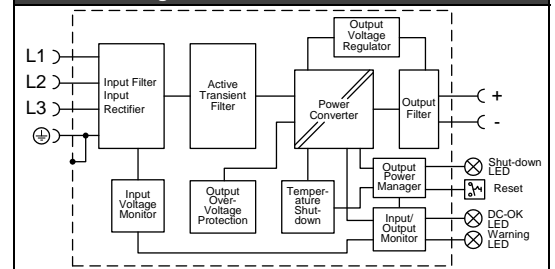 Output
Voltage
Regulator
L1
L2
L3
Input Filter
Input
Rectifier
Active
Transient
Filter
Power
Converter
Output
Filter
+
-
Input
Voltage
Monitor
Output
Over-
Voltage
Protection
Temper-
ature
Shut-
down
Output
Power
Manager
Input/
Output
Monitor
Shut-down
LED
Reset
DC-OK
LED
Warning
LED